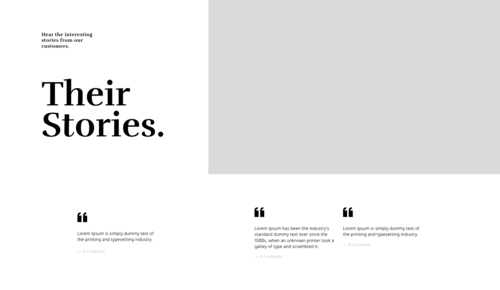 Hear the interesting
stories from our
customers.
Their
Stories.
Lorem Ipsum is simply dummy text of
the printing and typesetting industry.
— A Customer
Lorem Ipsum has been the industry's
standard dummy text ever since the
1500s, when an unknown printer took a
galley of type and scrambled it.
— A Customer
Lorem Ipsum is simply dummy text of
the printing and typesetting industry.
— A Customer